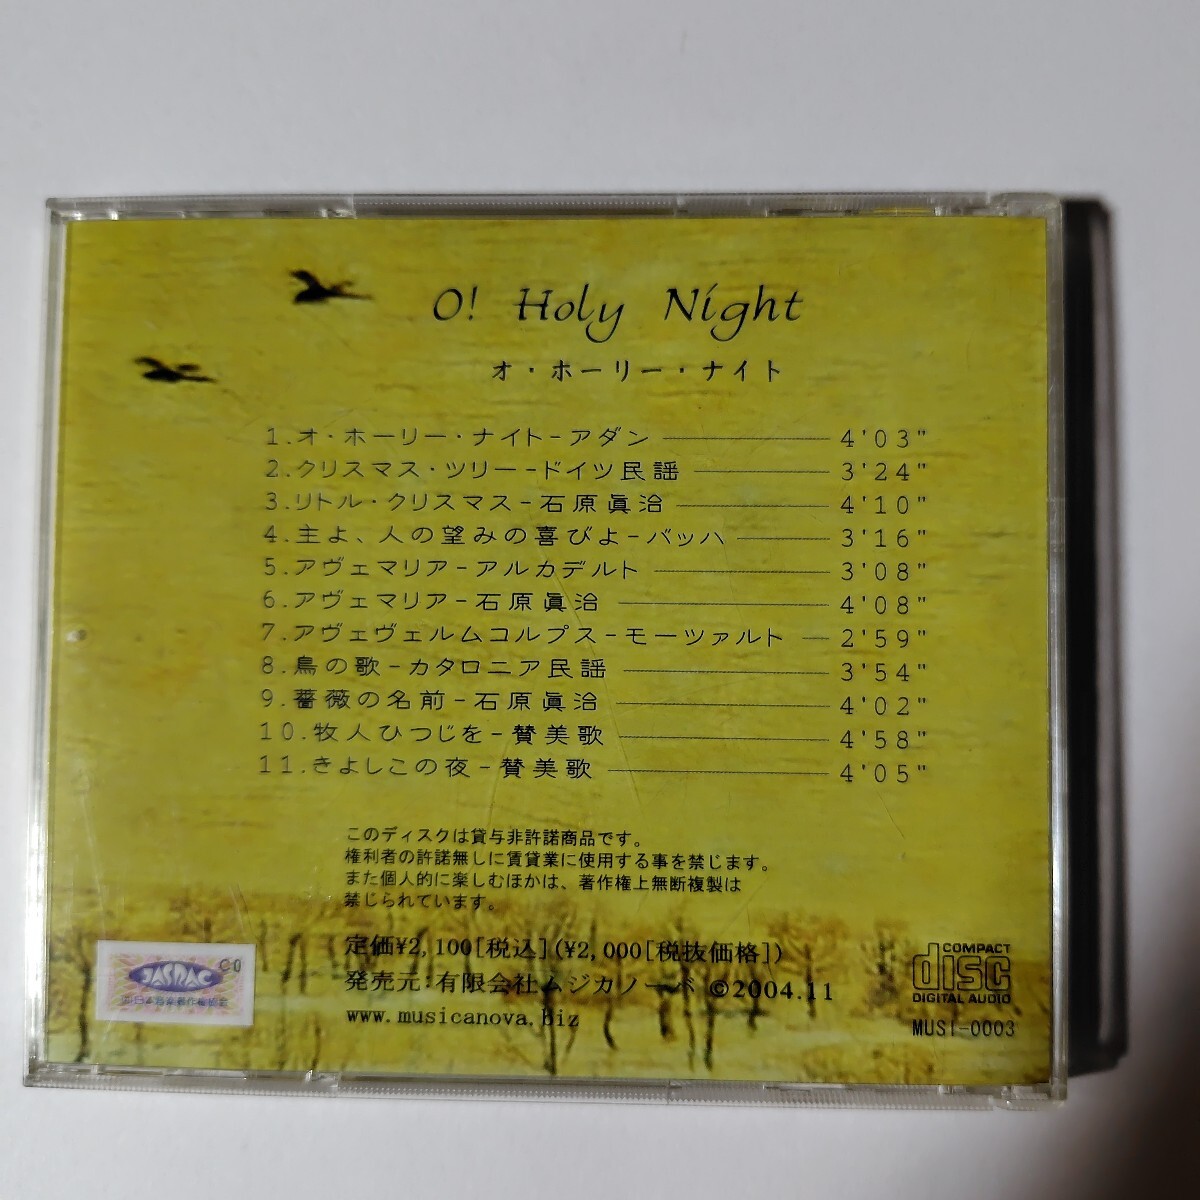 O! Holy Night
オ・ホーリー・ナイト
1.オ・ホーリー・ナイト-アダン 4'03"
2.クリスマス・ツリー-ドイツ民謡 3'24"
3.リトル・クリスマス-石原眞治 4'10"
4.主よ、人の望みの喜びよ-バッハ 3'16"
5.アヴェマリア-アルカデルト 3'08"
6.アヴェマリア-石原眞治 4'08"
7.アヴェヴェルムコルプス-モーツァルト 2'59"
8.鳥の歌-カタロニア民謡 3'54"
9.薔薇の名前-石原眞治 4'02"
10.牧人ひつじを-賛美歌 4'58"
11.きよしこの夜-賛美歌 4'05"
このディスクは貸与非許諾商品です。
権利者の許諾無しに賃貸業に使用する事を禁じます。
また個人的に楽しむほかは、著作権上無断複製は
禁じられています。
定価¥2,100[税込](¥2,000[税抜価格])
発売元:有限会社ムジカノーバ ©2004.11
www.musicanova.biz
JASRAC
CO
日本音楽著作権協会
COMPACT
disc
DIGITAL AUDIO
MUSI-0003